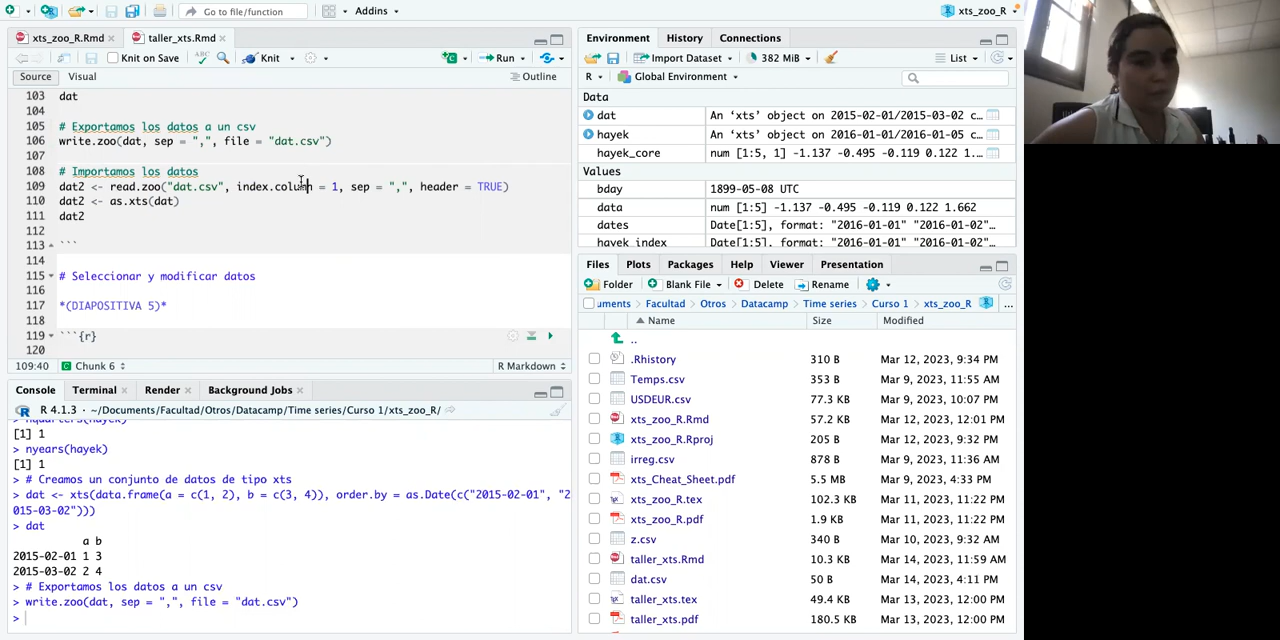 Go to file/function
Addins
xts_zoo_R
xts_zoo_R.Rmd
taller_xts.Rmd
Knit on Save
ABC
Knit
Run
Source
Visual
Outline
103 dat
104
105 # Exportamos los datos a un csv
106 write.zoo(dat, sep = ",", file = "dat.csv")
107
108 # Importamos los datos
109 dat2 <- read.zoo("dat.csv", index.column = 1, sep = ",", header = TRUE)
110 dat2 <- as.xts(dat)
111 dat2
112
113 ```
114
115 # Seleccionar y modificar datos
116
117 *(DIAPOSITIVA 5)*
118
119 ```{r}
120
109:40
Chunk 6
R Markdown
Console
Terminal
Render
Background Jobs
R 4.1.3 · ~/Documents/Facultad/Otros/Datacamp/Time series/Curso 1/xts_zoo_R/
[1] 1
> nyears(hayek)
[1] 1
> # Creamos un conjunto de datos de tipo xts
> dat <- xts(data.frame(a = c(1, 2), b = c(3, 4)), order.by = as.Date(c("2015-02-01", "2
015-03-02")))
> dat
a b
2015-02-01 1 3
2015-03-02 2 4
> # Exportamos los datos a un csv
> write.zoo(dat, sep = ",", file = "dat.csv")
>
Environment
History
Connections
Import Dataset
382 MiB
List
R
Global Environment
Data
dat An ‘xts’ object on 2015-02-01/2015-03-02 c…
hayek An ‘xts’ object on 2016-01-01/2016-01-05 c…
hayek_core num [1:5, 1] -1.137 -0.495 -0.119 0.122 1.…
Values
bday 1899-05-08 UTC
data num [1:5] -1.137 -0.495 -0.119 0.122 1.662
dates Date[1:5], format: "2016-01-01" "2016-01-02"…
hayek_index Date[1:5], format: "2016-01-01" "2016-01-02"…
Files
Plots
Packages
Help
Viewer
Presentation
Folder
Blank File
Delete
Rename
uments
Facultad
Otros
Datacamp
Time series
Curso 1
xts_zoo_R
...
Name Size Modified
..
.Rhistory 310 B Mar 12, 2023, 9:34 PM
Temps.csv 353 B Mar 9, 2023, 11:55 AM
USDEUR.csv 77.3 KB Mar 9, 2023, 10:07 PM
xts_zoo_R.Rmd 57.2 KB Mar 12, 2023, 12:01 PM
xts_zoo_R.Rproj 205 B Mar 12, 2023, 9:32 PM
irreg.csv 878 B Mar 9, 2023, 11:36 AM
xts_Cheat_Sheet.pdf 5.5 MB Mar 9, 2023, 4:33 PM
xts_zoo_R.tex 102.3 KB Mar 11, 2023, 11:22 PM
xts_zoo_R.pdf 1.9 KB Mar 11, 2023, 11:22 PM
z.csv 340 B Mar 10, 2023, 9:32 AM
taller_xts.Rmd 10.3 KB Mar 14, 2023, 11:59 AM
dat.csv 50 B Mar 14, 2023, 4:11 PM
taller_xts.tex 49.4 KB Mar 13, 2023, 12:00 PM
taller_xts.pdf 180.5 KB Mar 13, 2023, 12:00 PM